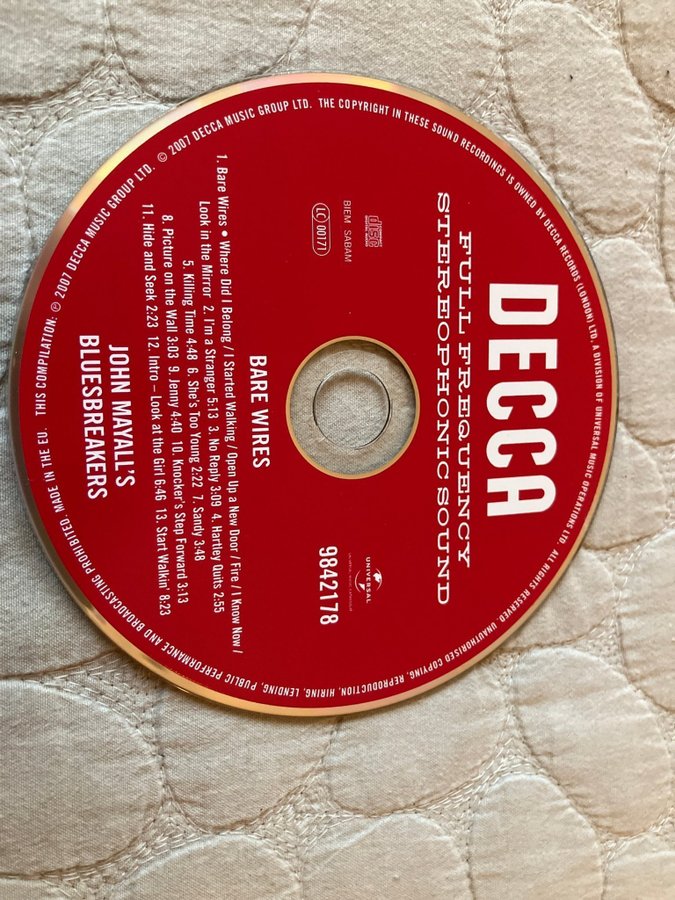 DECCA
FULL FREQUENCY
STEREOPHONIC SOUND
disc
BIEM SABAM
LC 00171
UNIVERSAL
9842178
BARE WIRES
1. Bare Wires • Where Did I Belong / I Started Walking / Open Up a New Door / Fire / I Know Now /
Look in the Mirror 2. I'm a Stranger 5:13 3. No Reply 3:09 4. Hartley Quits 2:55
5. Killing Time 4:48 6. She's Too Young 2:22 7. Sandy 3:48
8. Picture on the Wall 3:03 9. Jenny 4:40 10. Knocker's Step Forward 3:13
11. Hide and Seek 2:23 12. Intro – Look at the Girl 6:46 13. Start Walkin' 8:23
JOHN MAYALL'S
BLUESBREAKERS
THIS COMPILATION: ℗ 2007 DECCA MUSIC GROUP LTD. © 2007 DECCA MUSIC GROUP LTD. THE COPYRIGHT IN THESE SOUND RECORDINGS IS OWNED BY DECCA RECORDS (LONDON) LTD, A DIVISION OF UNIVERSAL MUSIC OPERATIONS LTD. ALL RIGHTS RESERVED. UNAUTHORISED COPYING, REPRODUCTION, HIRING, LENDING, PUBLIC PERFORMANCE AND BROADCASTING PROHIBITED. MADE IN THE EU.